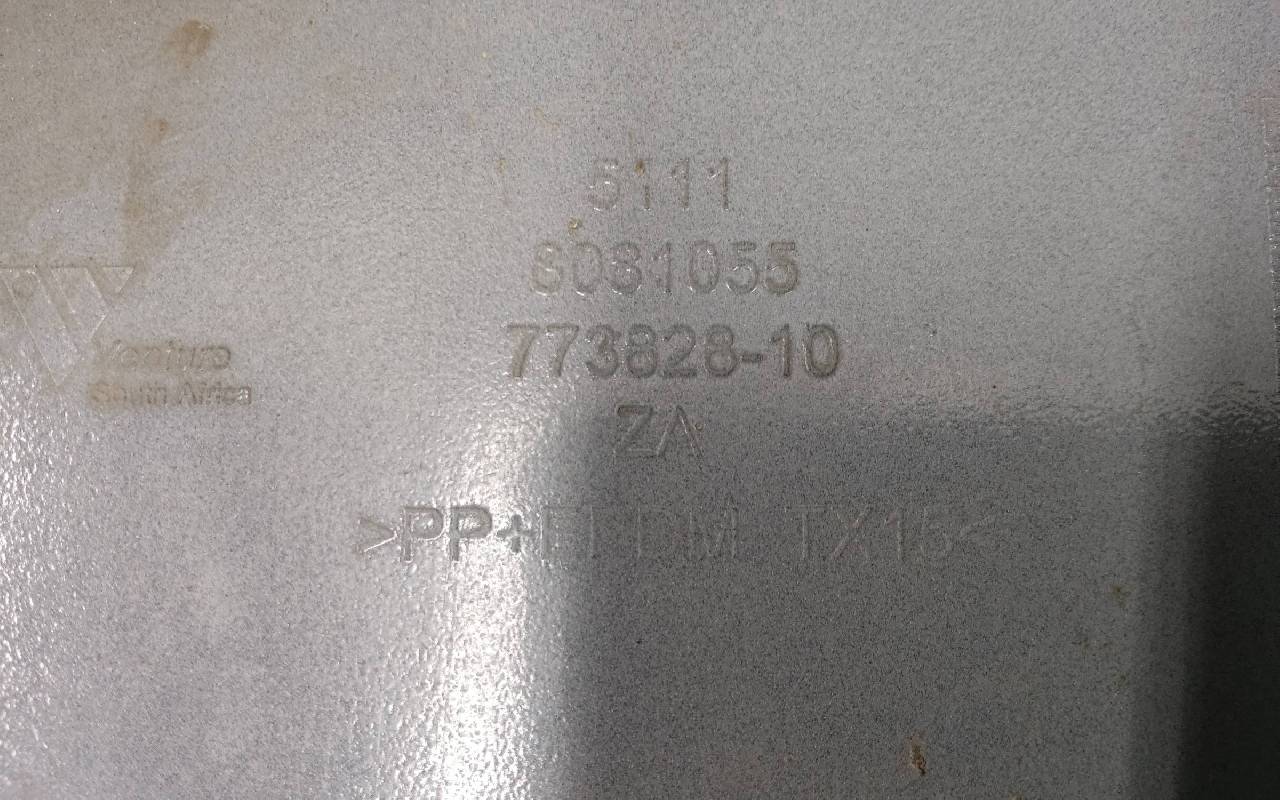 5111
8081055
773828-10
ZA
Venture
South Africa
>PP+EPDM TX15<